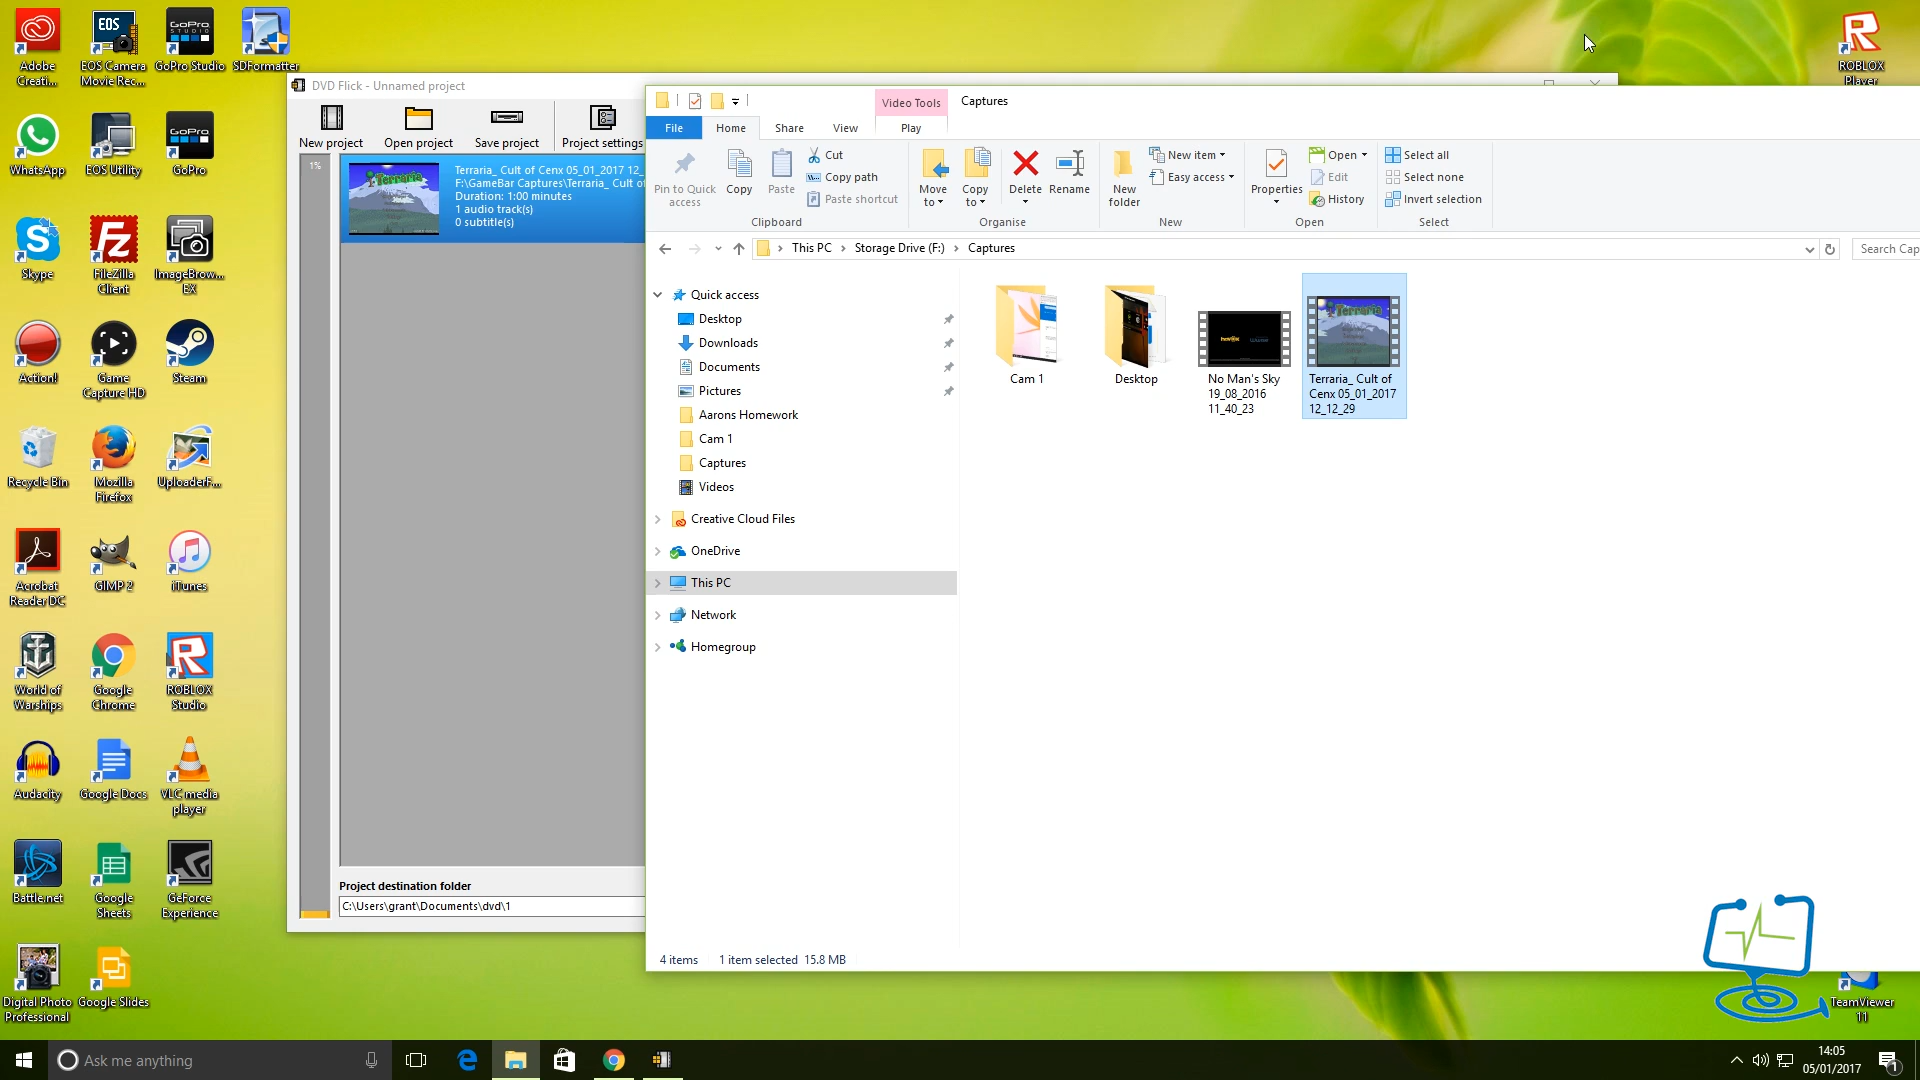 Adobe
Creati...
EOS
EOS Camera
Movie Rec...
GoPro
STUDIO
GoPro Studio
SDFormatter
WhatsApp
EOS Utility
GoPro
GoPro
Skype
FileZilla
Client
ImageBrow...
EX
Action!
Game
Capture HD
Steam
Recycle Bin
Mozilla
Firefox
UploaderF...
Acrobat
Reader DC
GIMP 2
iTunes
World of
Warships
Google
Chrome
ROBLOX
Studio
Audacity
Google Docs
VLC media
player
Battle.net
Google
Sheets
GeForce
Experience
Digital Photo
Professional
Google Slides
ROBLOX
Player
TeamViewer
11
DVD Flick - Unnamed project
New project
Open project
Save project
Project settings
1%
Terraria
Terraria_ Cult of Cenx 05_01_2017 12_
F:\GameBar Captures\Terraria_ Cult of
Duration: 1:00 minutes
1 audio track(s)
0 subtitle(s)
Project destination folder
C:\Users\grant\Documents\dvd\1
Video Tools
Captures
File
Home
Share
View
Play
Pin to Quick
access
Copy
Paste
Cut
Copy path
Paste shortcut
Clipboard
Move
to
Copy
to
Delete
Rename
Organise
New
folder
New item
Easy access
New
Properties
Open
Edit
History
Open
Select all
Select none
Invert selection
Select
This PC
Storage Drive (F:)
Captures
Search Cap
Quick access
Desktop
Downloads
Documents
Pictures
Aarons Homework
Cam 1
Captures
Videos
Creative Cloud Files
OneDrive
This PC
Network
Homegroup
Cam 1
Desktop
No Man's Sky
19_08_2016
11_40_23
Terraria
Terraria_ Cult of
Cenx 05_01_2017
12_12_29
4 items
1 item selected 15.8 MB
Ask me anything
14:05
05/01/2017
1